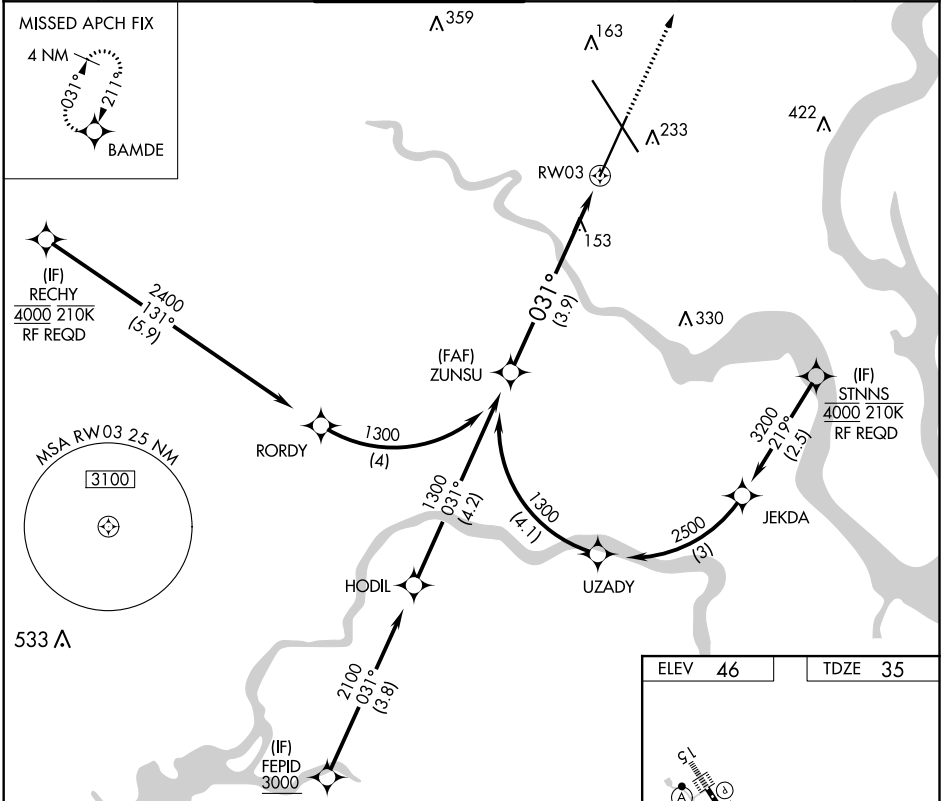 MISSED APCH FIX
4 NM
031°
211°
BAMDE
359
163
233
422
RW03
153
(IF)
RECHY
4000 210K
RF REQD
2400
131°
(5.9)
031°
(3.9)
330
(FAF)
ZUNSU
(IF)
STNNS
4000 210K
RF REQD
3200
219°
(2.5)
RORDY
1300
(4)
MSA RW03 25 NM
3100
1300
031°
(4.2)
1300
(4.1)
2500
(3)
JEKDA
HODIL
UZADY
533
2100
031°
(3.8)
(IF)
FEPID
3000
ELEV 46
TDZE 35
15
A
P